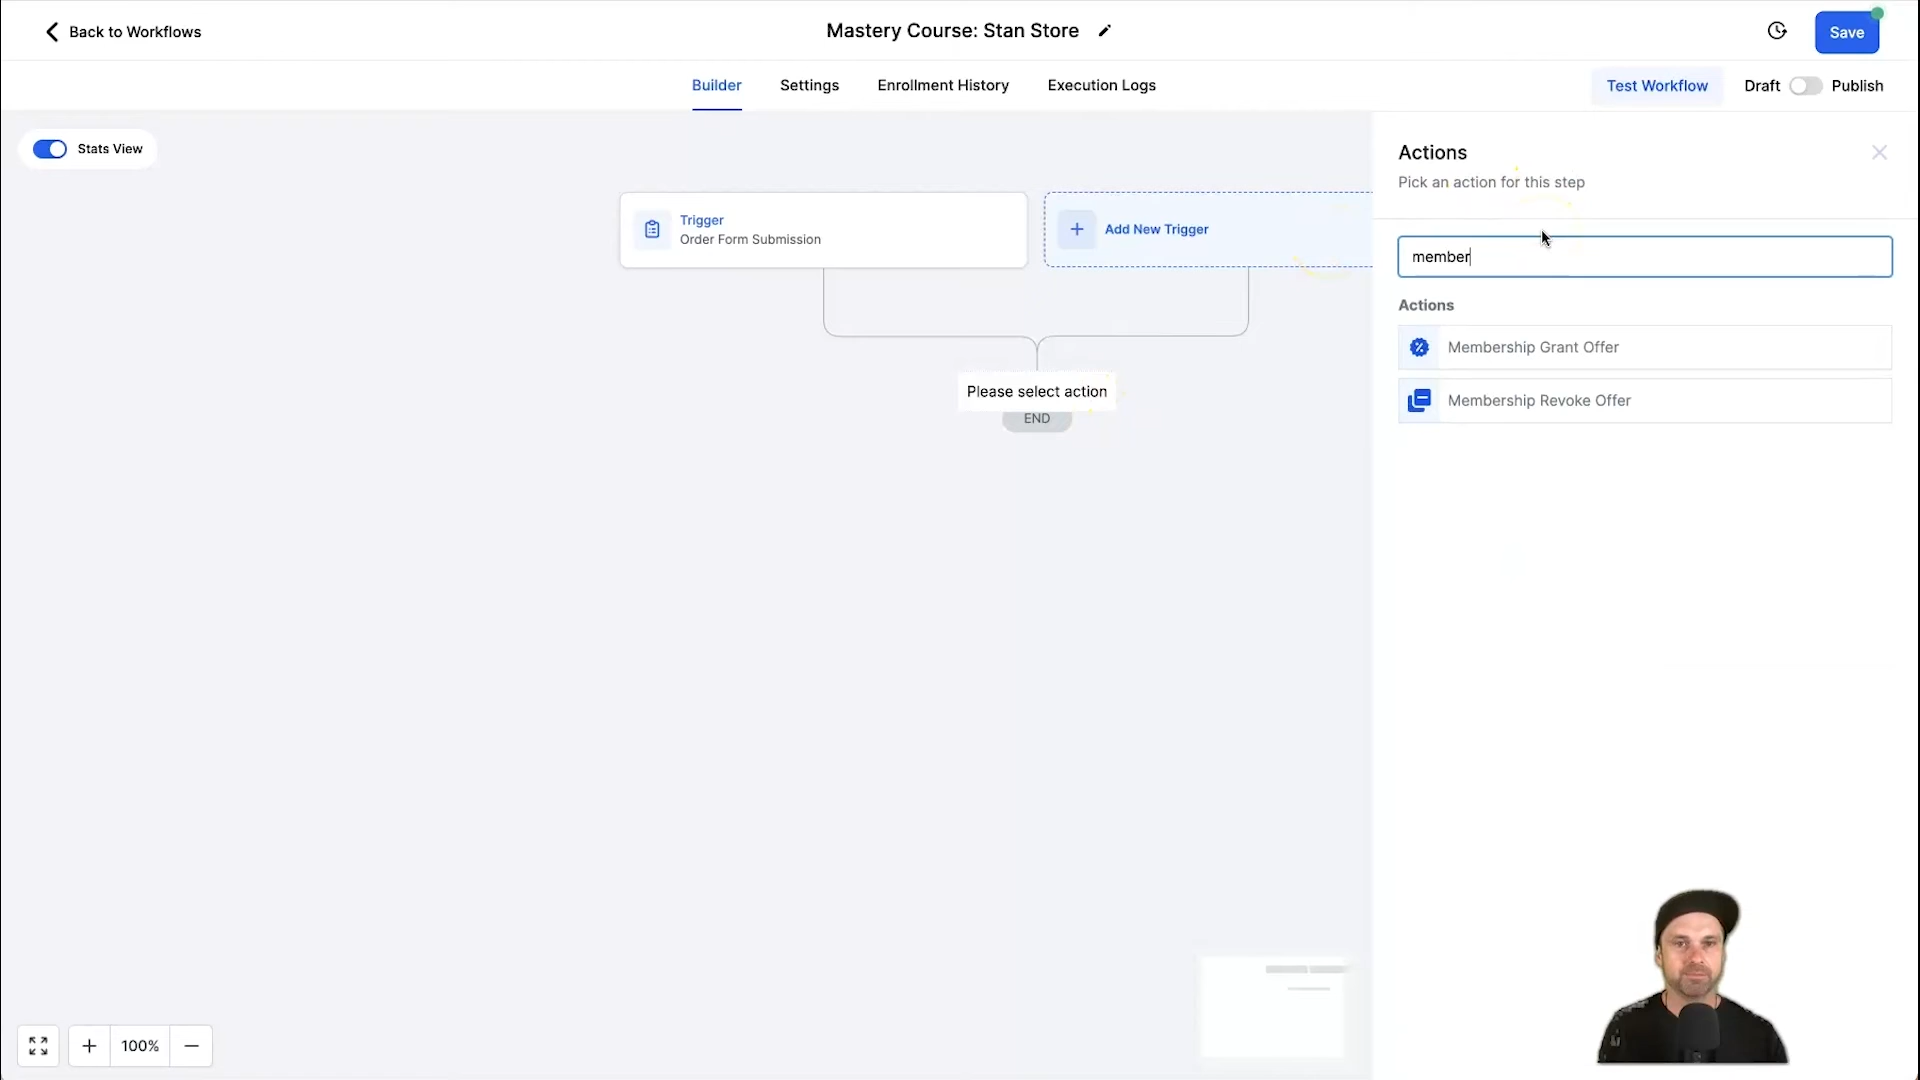 Back to Workflows
Mastery Course: Stan Store
Save
Builder
Settings
Enrollment History
Execution Logs
Test Workflow
Draft
Publish
Stats View
Trigger
Order Form Submission
Add New Trigger
Please select action
END
Actions
Pick an action for this step
member
Actions
Membership Grant Offer
Membership Revoke Offer
100%